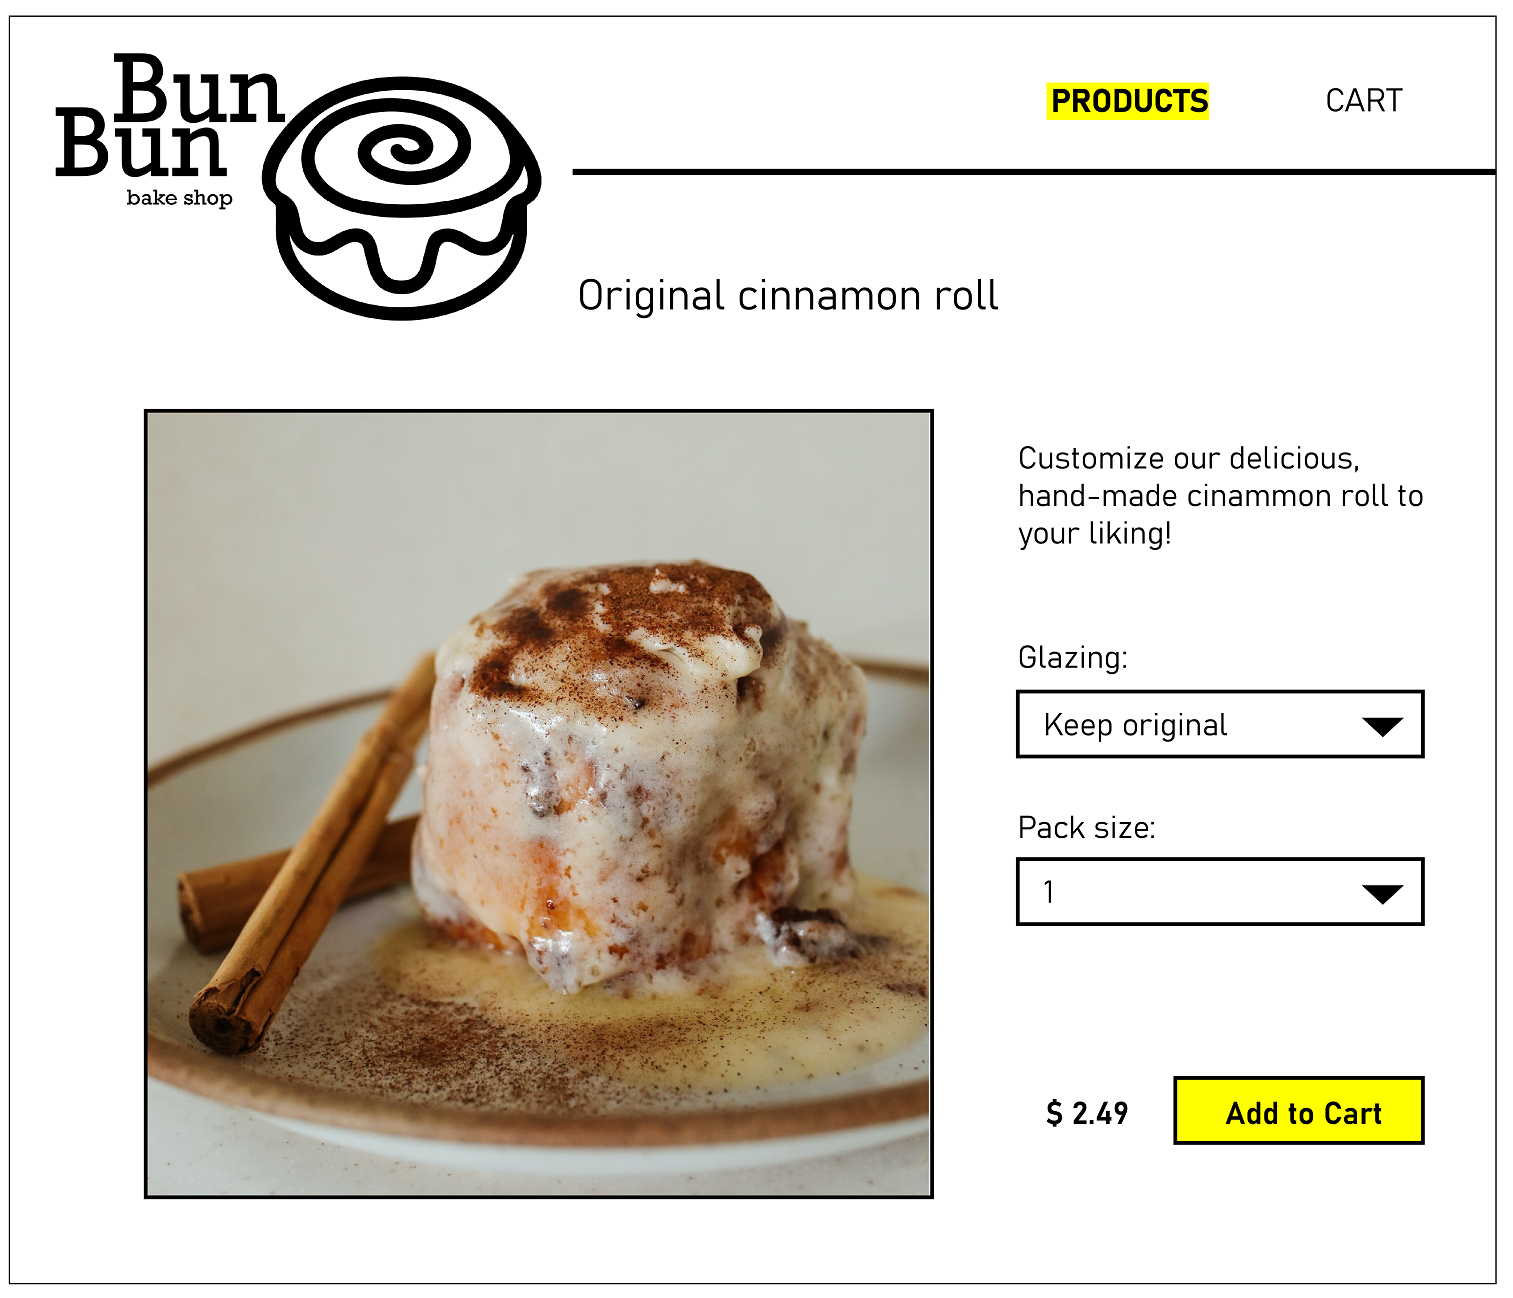 Bun
Bun
bake shop
PRODUCTS
CART
Original cinnamon roll
Customize our delicious,
hand-made cinammon roll to
your liking!
Glazing:
Keep original
Pack size:
1
$ 2.49
Add to Cart